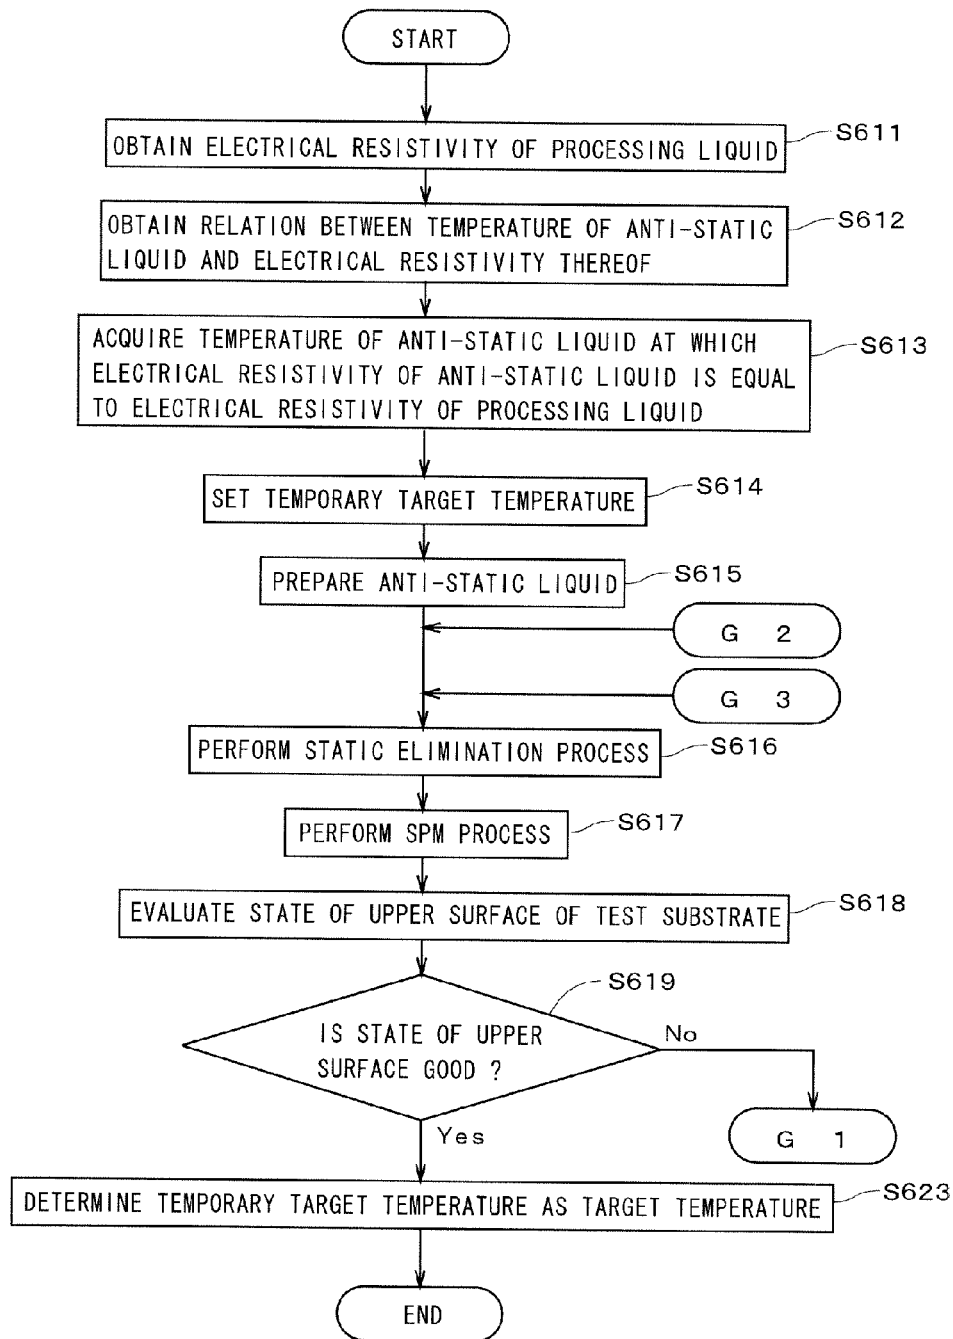 START
OBTAIN ELECTRICAL RESISTIVITY OF PROCESSING LIQUID
S611
OBTAIN RELATION BETWEEN TEMPERATURE OF ANTI-STATIC
LIQUID AND ELECTRICAL RESISTIVITY THEREOF
S612
ACQUIRE TEMPERATURE OF ANTI-STATIC LIQUID AT WHICH
ELECTRICAL RESISTIVITY OF ANTI-STATIC LIQUID IS EQUAL
TO ELECTRICAL RESISTIVITY OF PROCESSING LIQUID
S613
SET TEMPORARY TARGET TEMPERATURE
S614
PREPARE ANTI-STATIC LIQUID
S615
G 2
G 3
PERFORM STATIC ELIMINATION PROCESS
S616
PERFORM SPM PROCESS
S617
EVALUATE STATE OF UPPER SURFACE OF TEST SUBSTRATE
S618
S619
IS STATE OF UPPER
SURFACE GOOD ?
No
G 1
Yes
DETERMINE TEMPORARY TARGET TEMPERATURE AS TARGET TEMPERATURE
S623
END